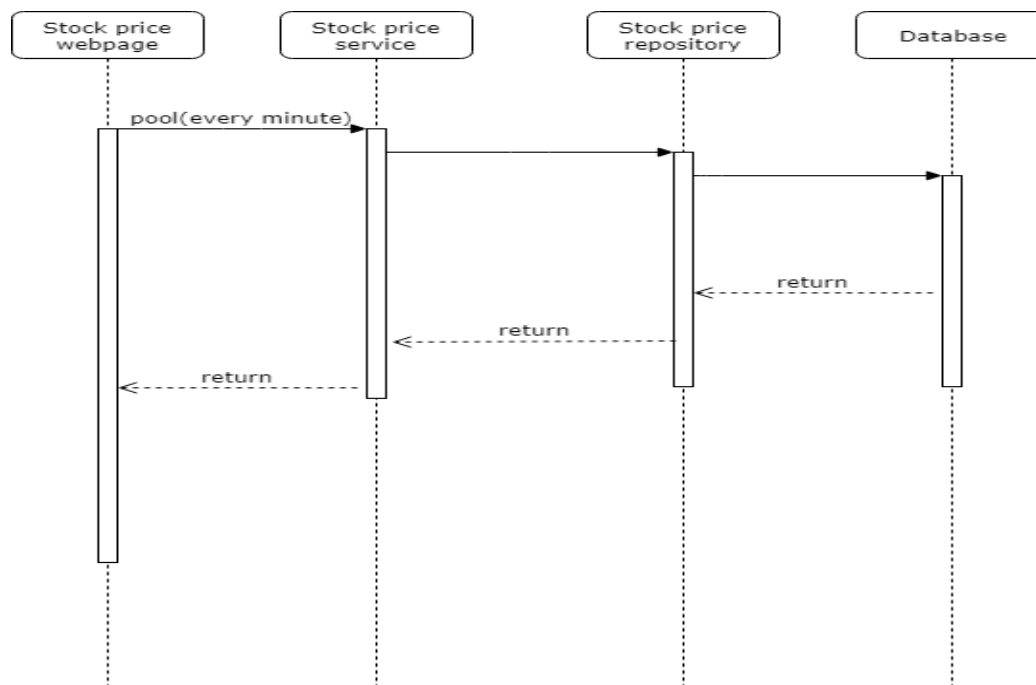 Stock price
webpage
Stock price
service
Stock price
repository
Database
pool(every minute)
return
return
return